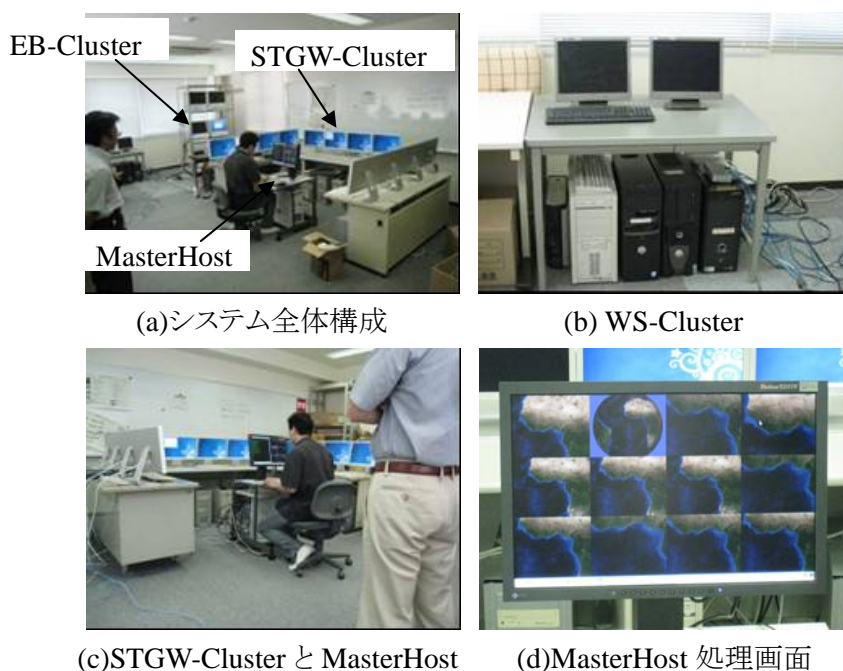 EB-Cluster
STGW-Cluster
MasterHost
(a)システム全体構成
(b) WS-Cluster
(c)STGW-Cluster と MasterHost
(d)MasterHost 処理画面